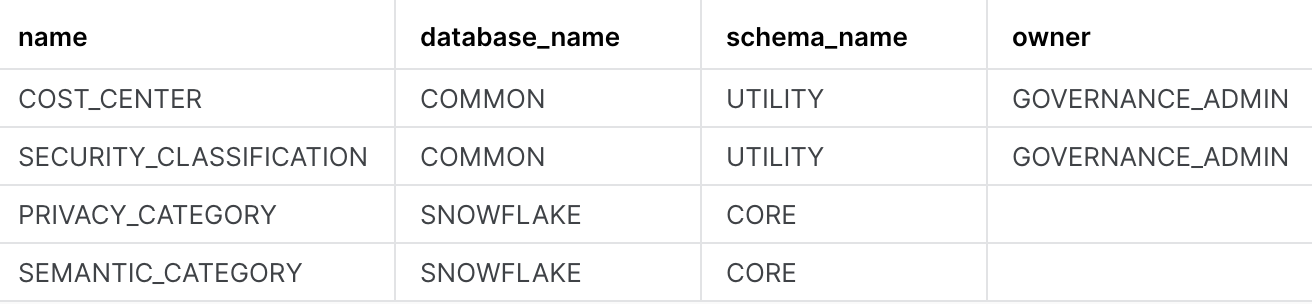 name database_name schema_name owner
COST_CENTER COMMON UTILITY GOVERNANCE_ADMIN
SECURITY_CLASSIFICATION COMMON UTILITY GOVERNANCE_ADMIN
PRIVACY_CATEGORY SNOWFLAKE CORE
SEMANTIC_CATEGORY SNOWFLAKE CORE